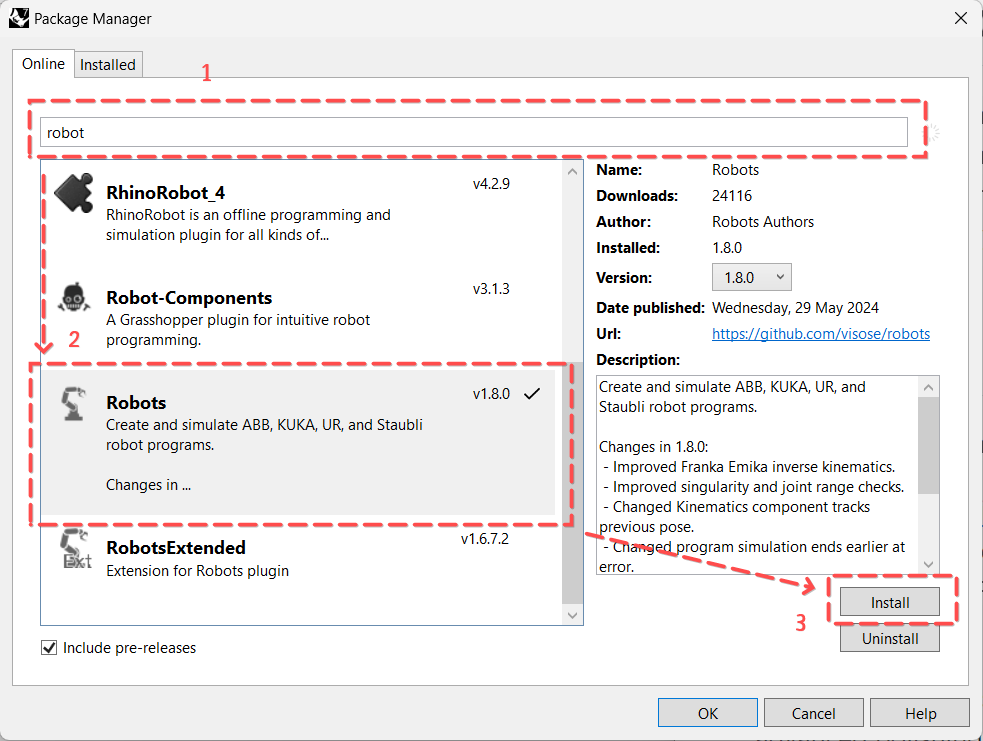 Package Manager
Online
Installed
1
robot
RhinoRobot_4
v4.2.9
RhinoRobot is an offline programming and
simulation plugin for all kinds of...
Robot-Components
v3.1.3
A Grasshopper plugin for intuitive robot
programming.
2
Robots
v1.8.0
Create and simulate ABB, KUKA, UR, and Staubli
robot programs.
Changes in ...
Ext
RobotsExtended
v1.6.7.2
Extension for Robots plugin
Include pre-releases
Name: Robots
Downloads: 24116
Author: Robots Authors
Installed: 1.8.0
Version: 1.8.0
Date published: Wednesday, 29 May 2024
Url: https://github.com/visose/robots
Description:
Create and simulate ABB, KUKA, UR, and
Staubli robot programs.
Changes in 1.8.0:
- Improved Franka Emika inverse kinematics.
- Improved singularity and joint range checks.
- Changed Kinematics component tracks
previous pose.
- Changed program simulation ends earlier at
error.
3
Install
Uninstall
OK
Cancel
Help